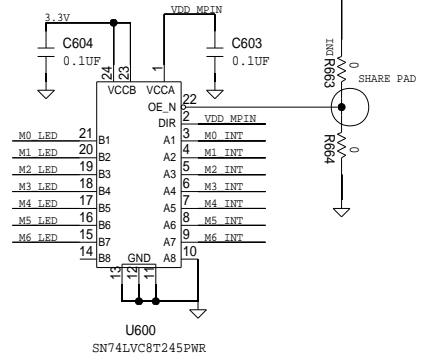 3.3V
VDD_MPIN
C604
0.1UF
C603
0.1UF
DNI
R663
0
SHARE PAD
24
23
1
VCCB
VCCA
OE_N
22
DIR
2
VDD_MPIN
M0_LED
21
B1
A1
3
M0_INT
M1_LED
20
B2
A2
4
M1_INT
M2_LED
19
B3
A3
5
M2_INT
M3_LED
18
B4
A4
6
M3_INT
M4_LED
17
B5
A5
7
M4_INT
M5_LED
16
B6
A6
8
M5_INT
M6_LED
15
B7
A7
9
M6_INT
14
B8
GND
A8
10
13
12
11
R664
0
U600
SN74LVC8T245PWR